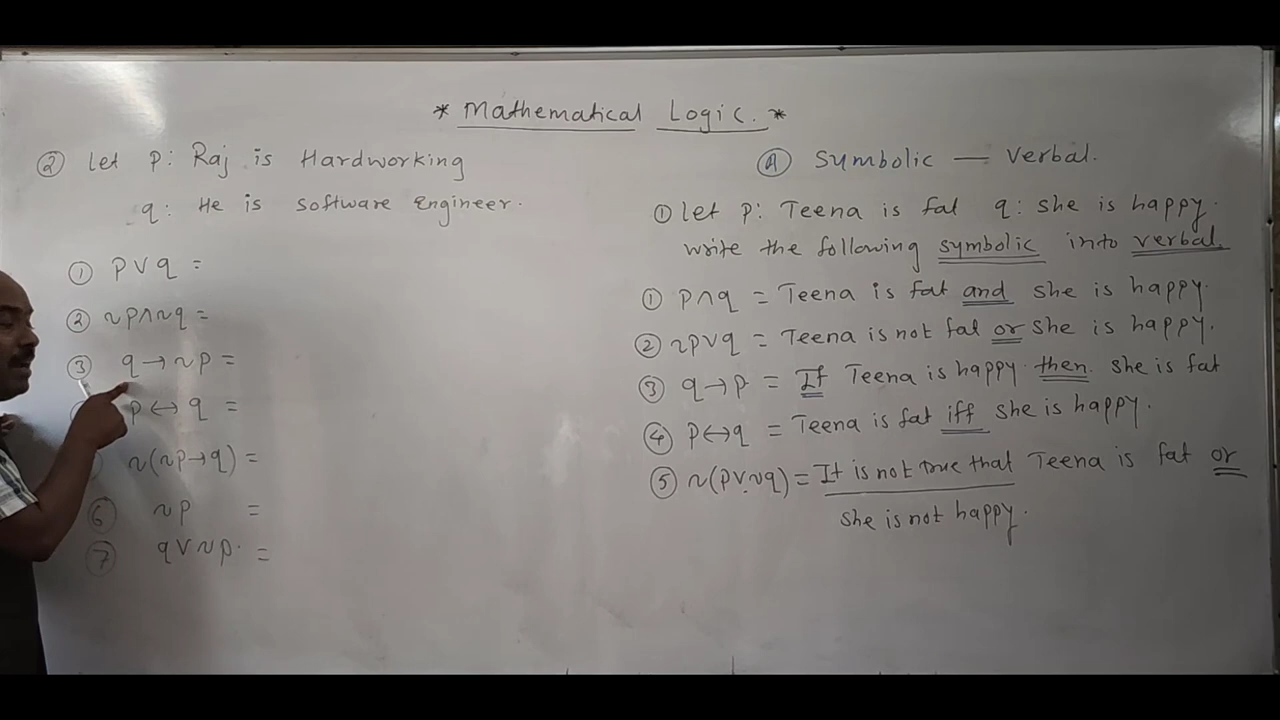 * Mathematical Logic. *
② Let p: Raj is Hardworking
q: He is software Engineer.
① p∨q =
② ~p∧~q =
③ q→~p =
p↔q =
~(~p→q) =
⑥ ~p =
⑦ q∨~p. =
Ⓐ Symbolic — Verbal.
① Let p: Teena is fat q: she is happy.
write the following symbolic into verbal.
① p∧q = Teena is fat and she is happy.
② ~p∨q = Teena is not fat or she is happy.
③ q→p = If Teena is happy then she is fat
④ p↔q = Teena is fat iff she is happy.
⑤ ~(p∨~q) = It is not true that Teena is fat or
she is not happy.